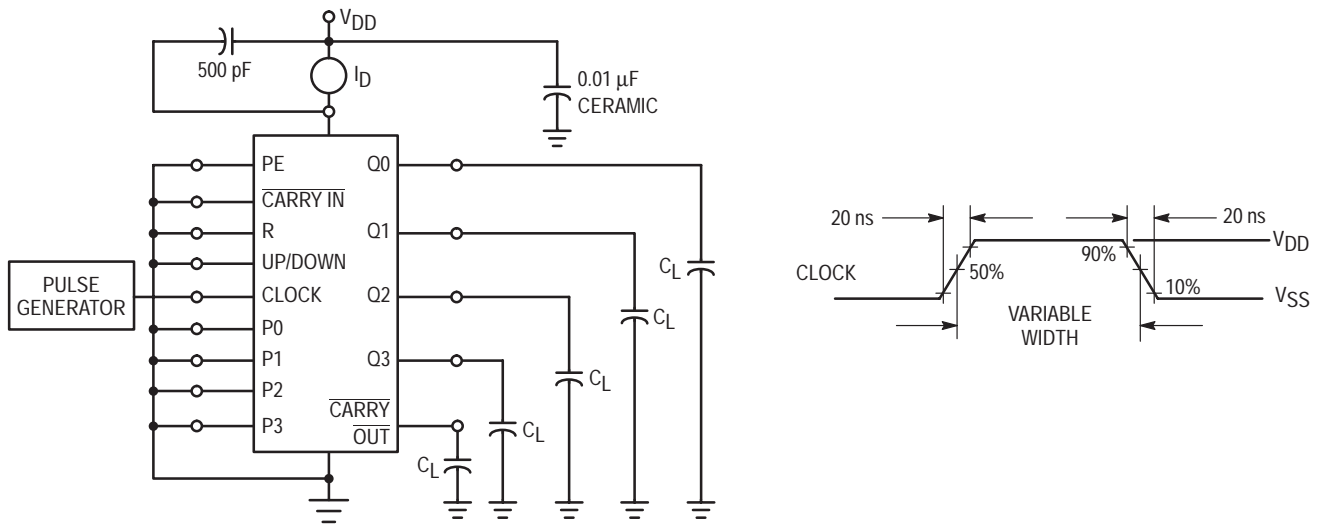 VDD
500 pF
ID
0.01 μF
CERAMIC
PE
Q0
CARRY IN
R
Q1
UP/DOWN
PULSE
GENERATOR
CLOCK
Q2
P0
P1
Q3
P2
P3
CARRY
OUT
CL
CL
CL
CL
CL
20 ns
20 ns
VDD
90%
50%
CLOCK
10%
VSS
VARIABLE
WIDTH